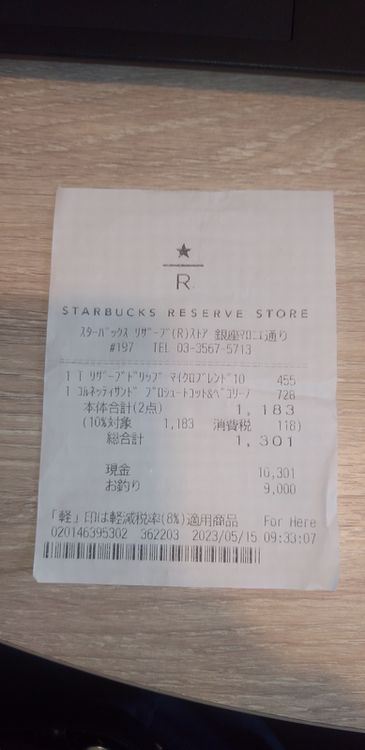 R
STARBUCKS RESERVE STORE
スターバックス リザーブ(R)ストア 銀座マロニエ通り
#197 TEL 03-3567-5713
1 T リザーブドリップ マイクロブレンド10 455
1 コルネッティサンド プロシュートコット&ペコリーノ 728
本体合計(2点) 1,183
(10%対象 1,183 消費税 118)
総合計 1,301
現金 10,301
お釣り 9,000
「軽」印は軽減税率(8%)適用商品 For Here
020146395302 362203 2023/05/15 09:33:07